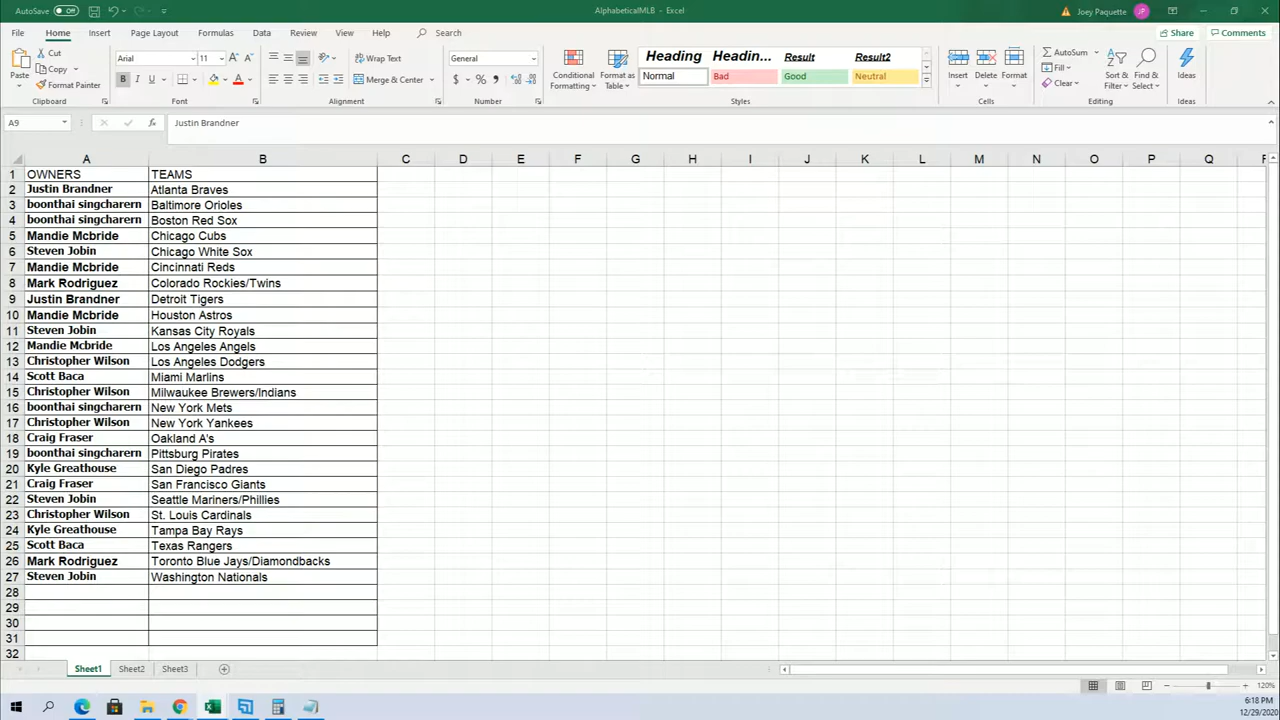 AutoSave Off AlphabeticalMLB - Excel Joey Paquette JP
File Home Insert Page Layout Formulas Data Review View Help Search Share Comments
Paste Cut Copy Format Painter Clipboard
Arial 11 B I U A Font
Wrap Text Merge & Center Alignment
General $ % Number
Conditional Formatting Format as Table
Heading Headin... Result Result2
Normal Bad Good Neutral
Styles
Insert Delete Format Cells
AutoSum Fill Clear Sort & Filter Find & Select Editing
Ideas Ideas
A9 fx Justin Brandner
A B C D E F G H I J K L M N O P Q
1 OWNERS TEAMS
2 Justin Brandner Atlanta Braves
3 boonthai singcharern Baltimore Orioles
4 boonthai singcharern Boston Red Sox
5 Mandie Mcbride Chicago Cubs
6 Steven Jobin Chicago White Sox
7 Mandie Mcbride Cincinnati Reds
8 Mark Rodriguez Colorado Rockies/Twins
9 Justin Brandner Detroit Tigers
10 Mandie Mcbride Houston Astros
11 Steven Jobin Kansas City Royals
12 Mandie Mcbride Los Angeles Angels
13 Christopher Wilson Los Angeles Dodgers
14 Scott Baca Miami Marlins
15 Christopher Wilson Milwaukee Brewers/Indians
16 boonthai singcharern New York Mets
17 Christopher Wilson New York Yankees
18 Craig Fraser Oakland A's
19 boonthai singcharern Pittsburg Pirates
20 Kyle Greathouse San Diego Padres
21 Craig Fraser San Francisco Giants
22 Steven Jobin Seattle Mariners/Phillies
23 Christopher Wilson St. Louis Cardinals
24 Kyle Greathouse Tampa Bay Rays
25 Scott Baca Texas Rangers
26 Mark Rodriguez Toronto Blue Jays/Diamondbacks
27 Steven Jobin Washington Nationals
28
29
30
31
32
Sheet1 Sheet2 Sheet3
120%
6:18 PM
12/29/2020